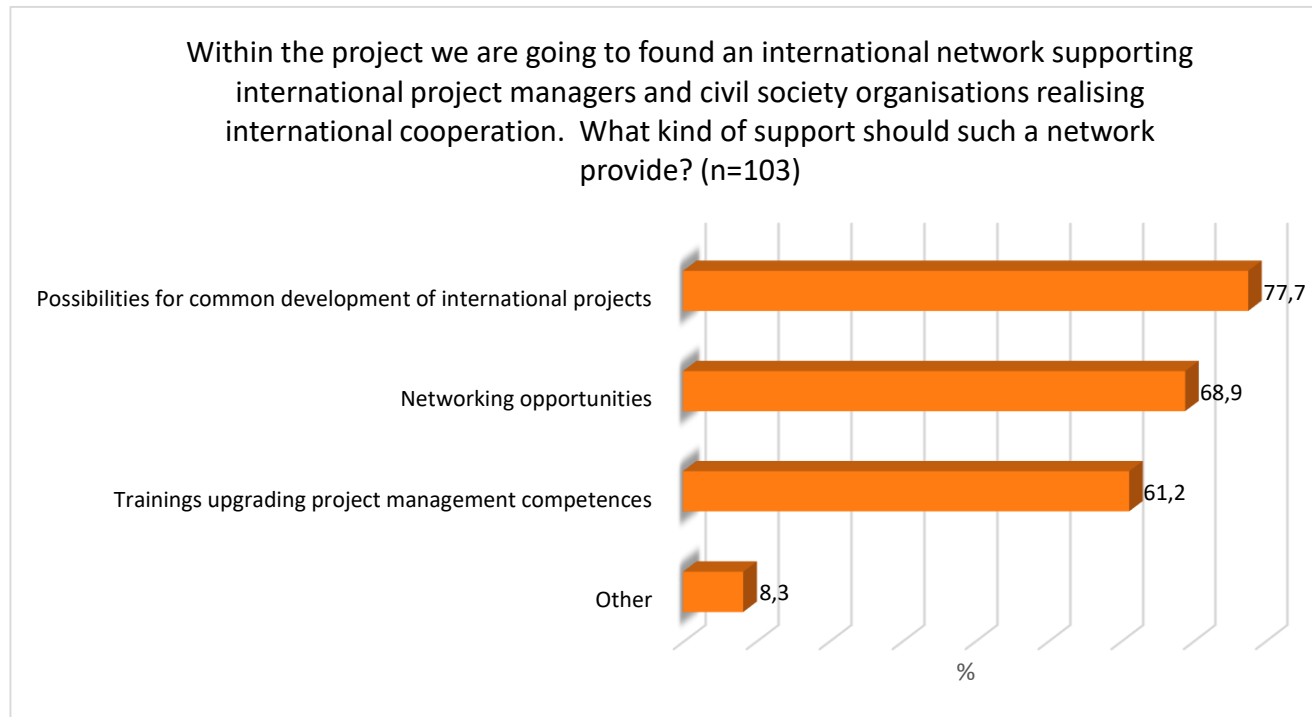 Within the project we are going to found an international network supporting
international project managers and civil society organisations realising
international cooperation.  What kind of support should such a network
provide? (n=103)
Possibilities for common development of international projects
77,7
Networking opportunities
68,9
Trainings upgrading project management competences
61,2
Other
8,3
%